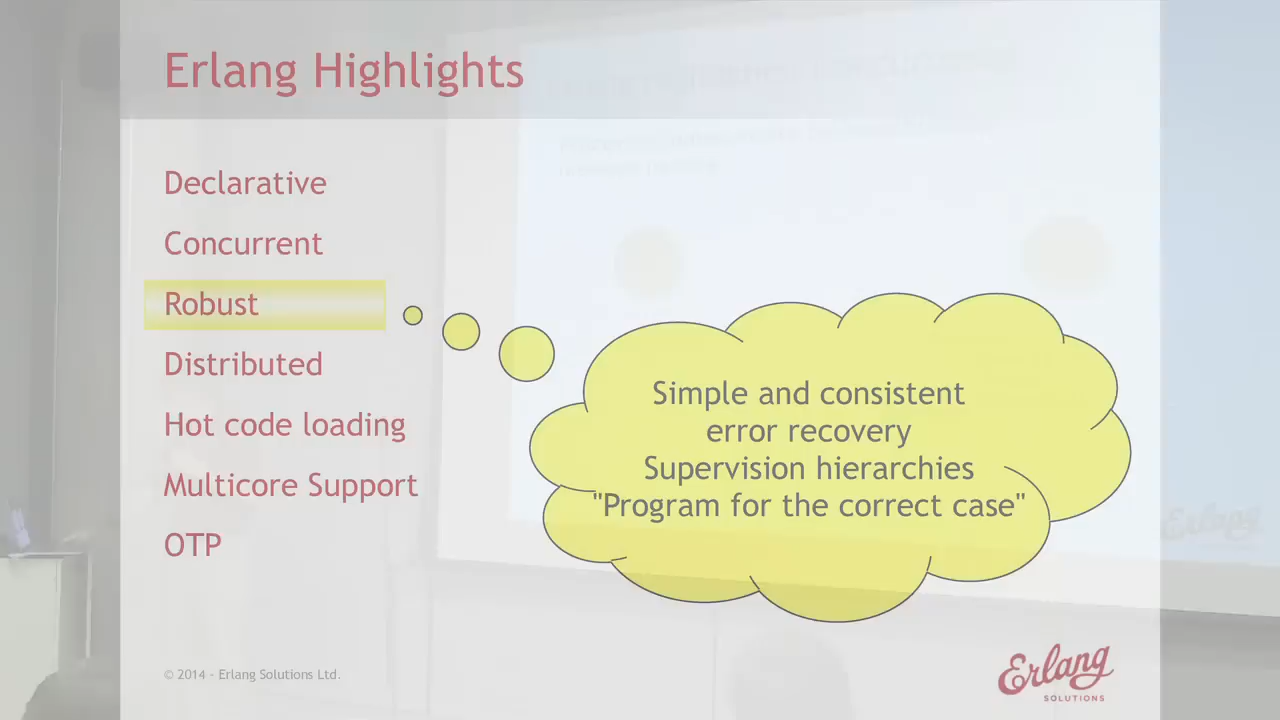 Erlang Highlights
Declarative
Concurrent
Robust
Distributed
Hot code loading
Multicore Support
OTP
Simple and consistent
error recovery
Supervision hierarchies
"Program for the correct case"
© 2014 - Erlang Solutions Ltd.
Erlang
SOLUTIONS
Erlang